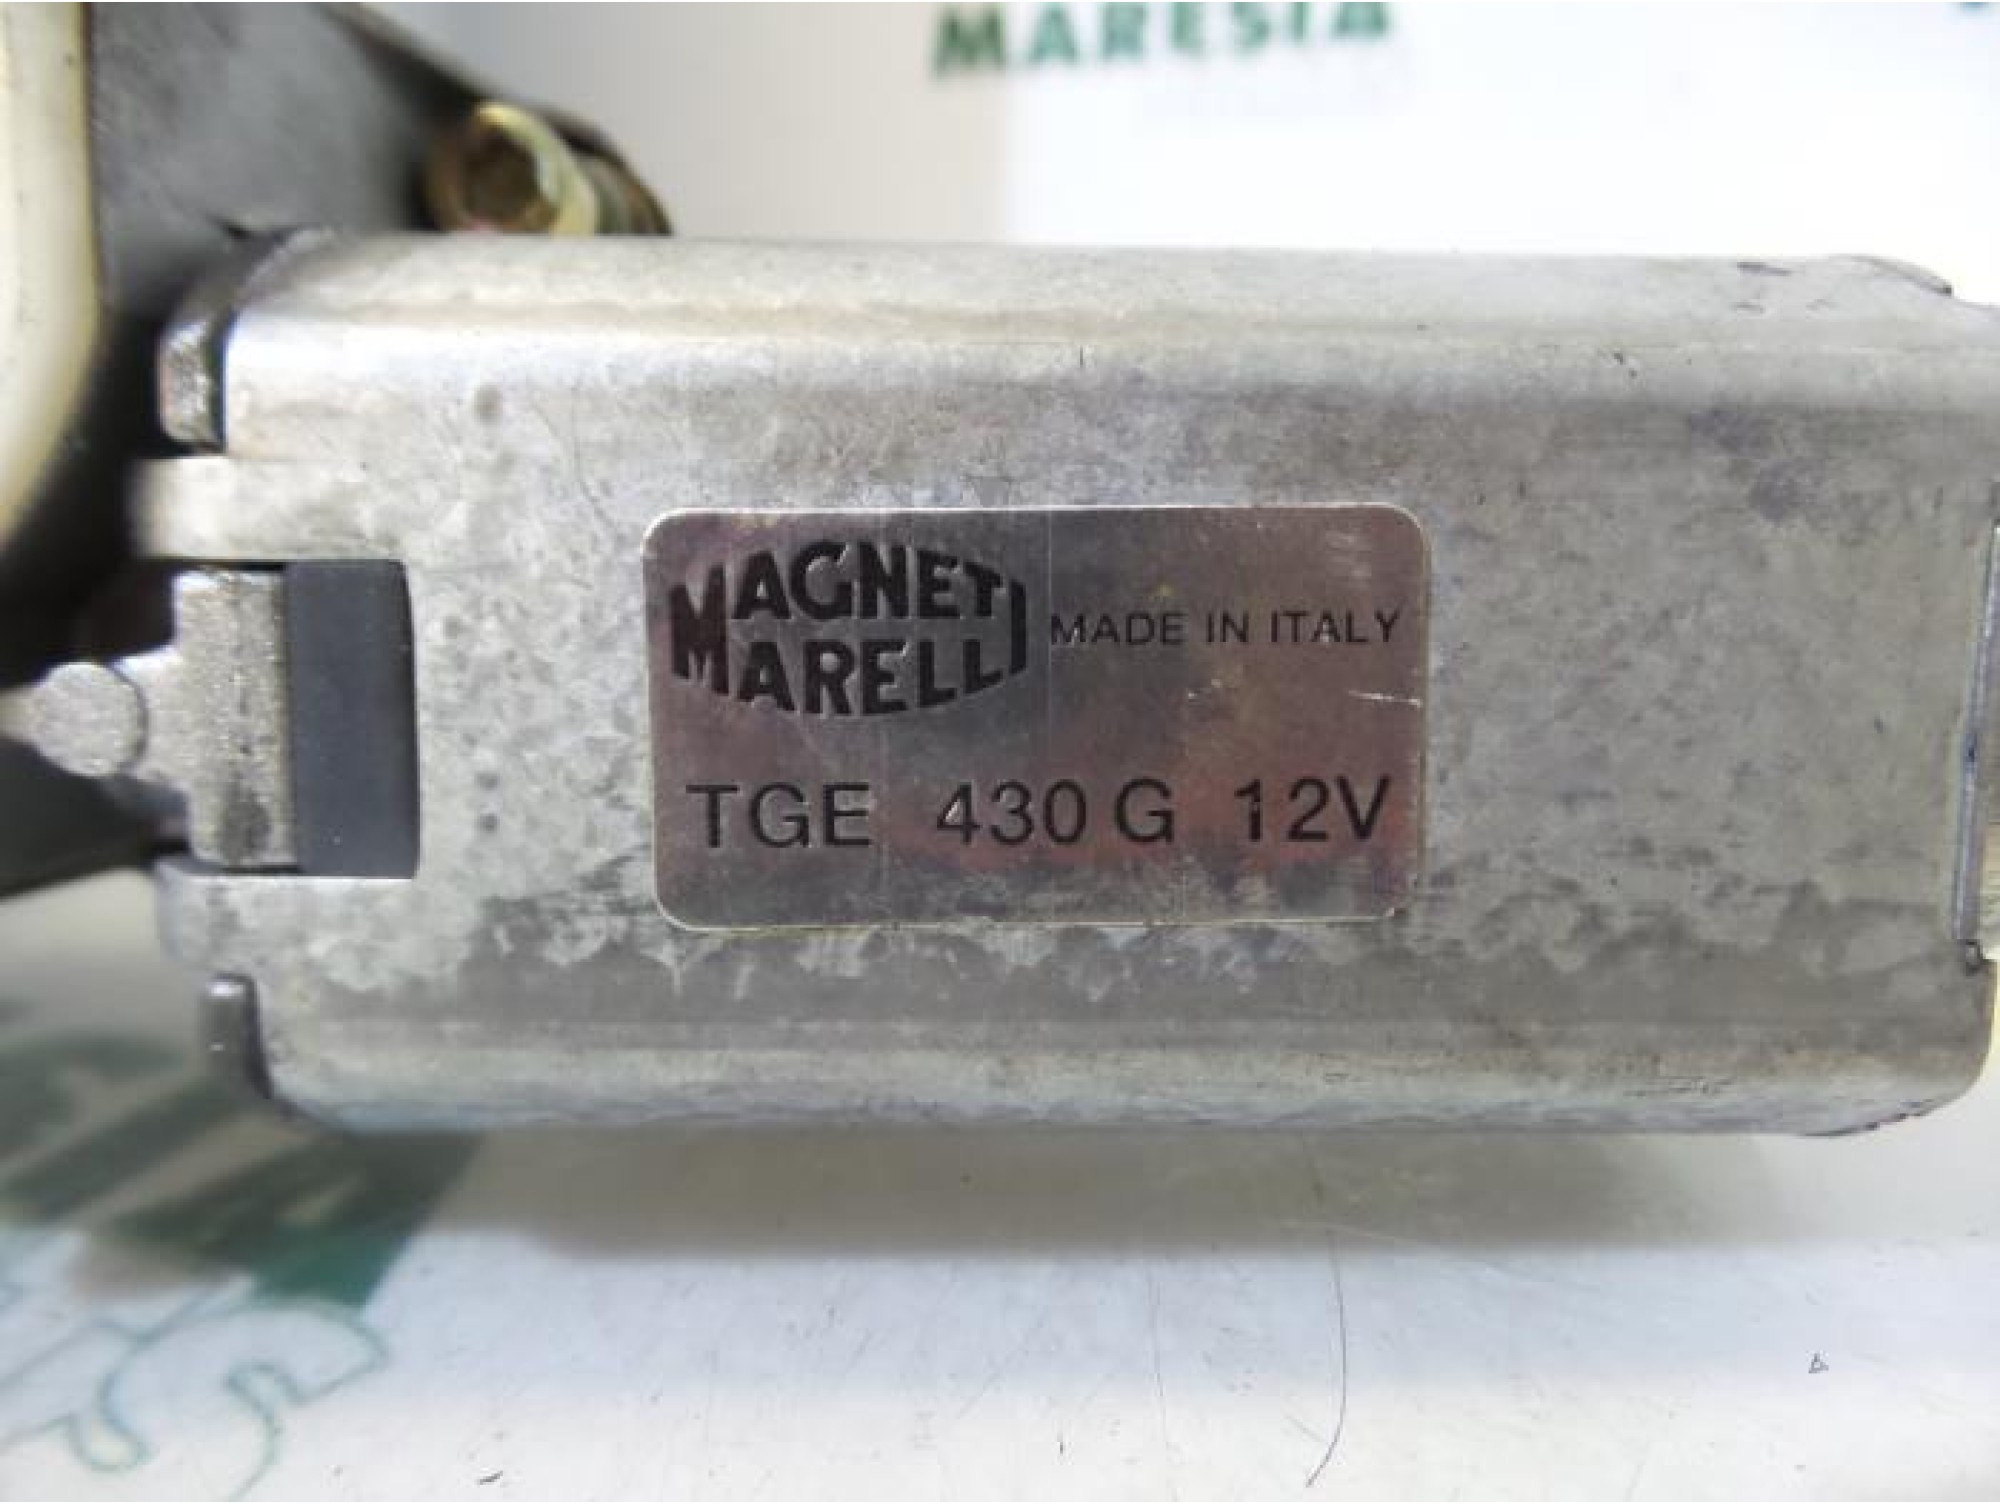 MARESIA
MAGNETI
MARELLI
MADE IN ITALY
TGE 430 G 12V